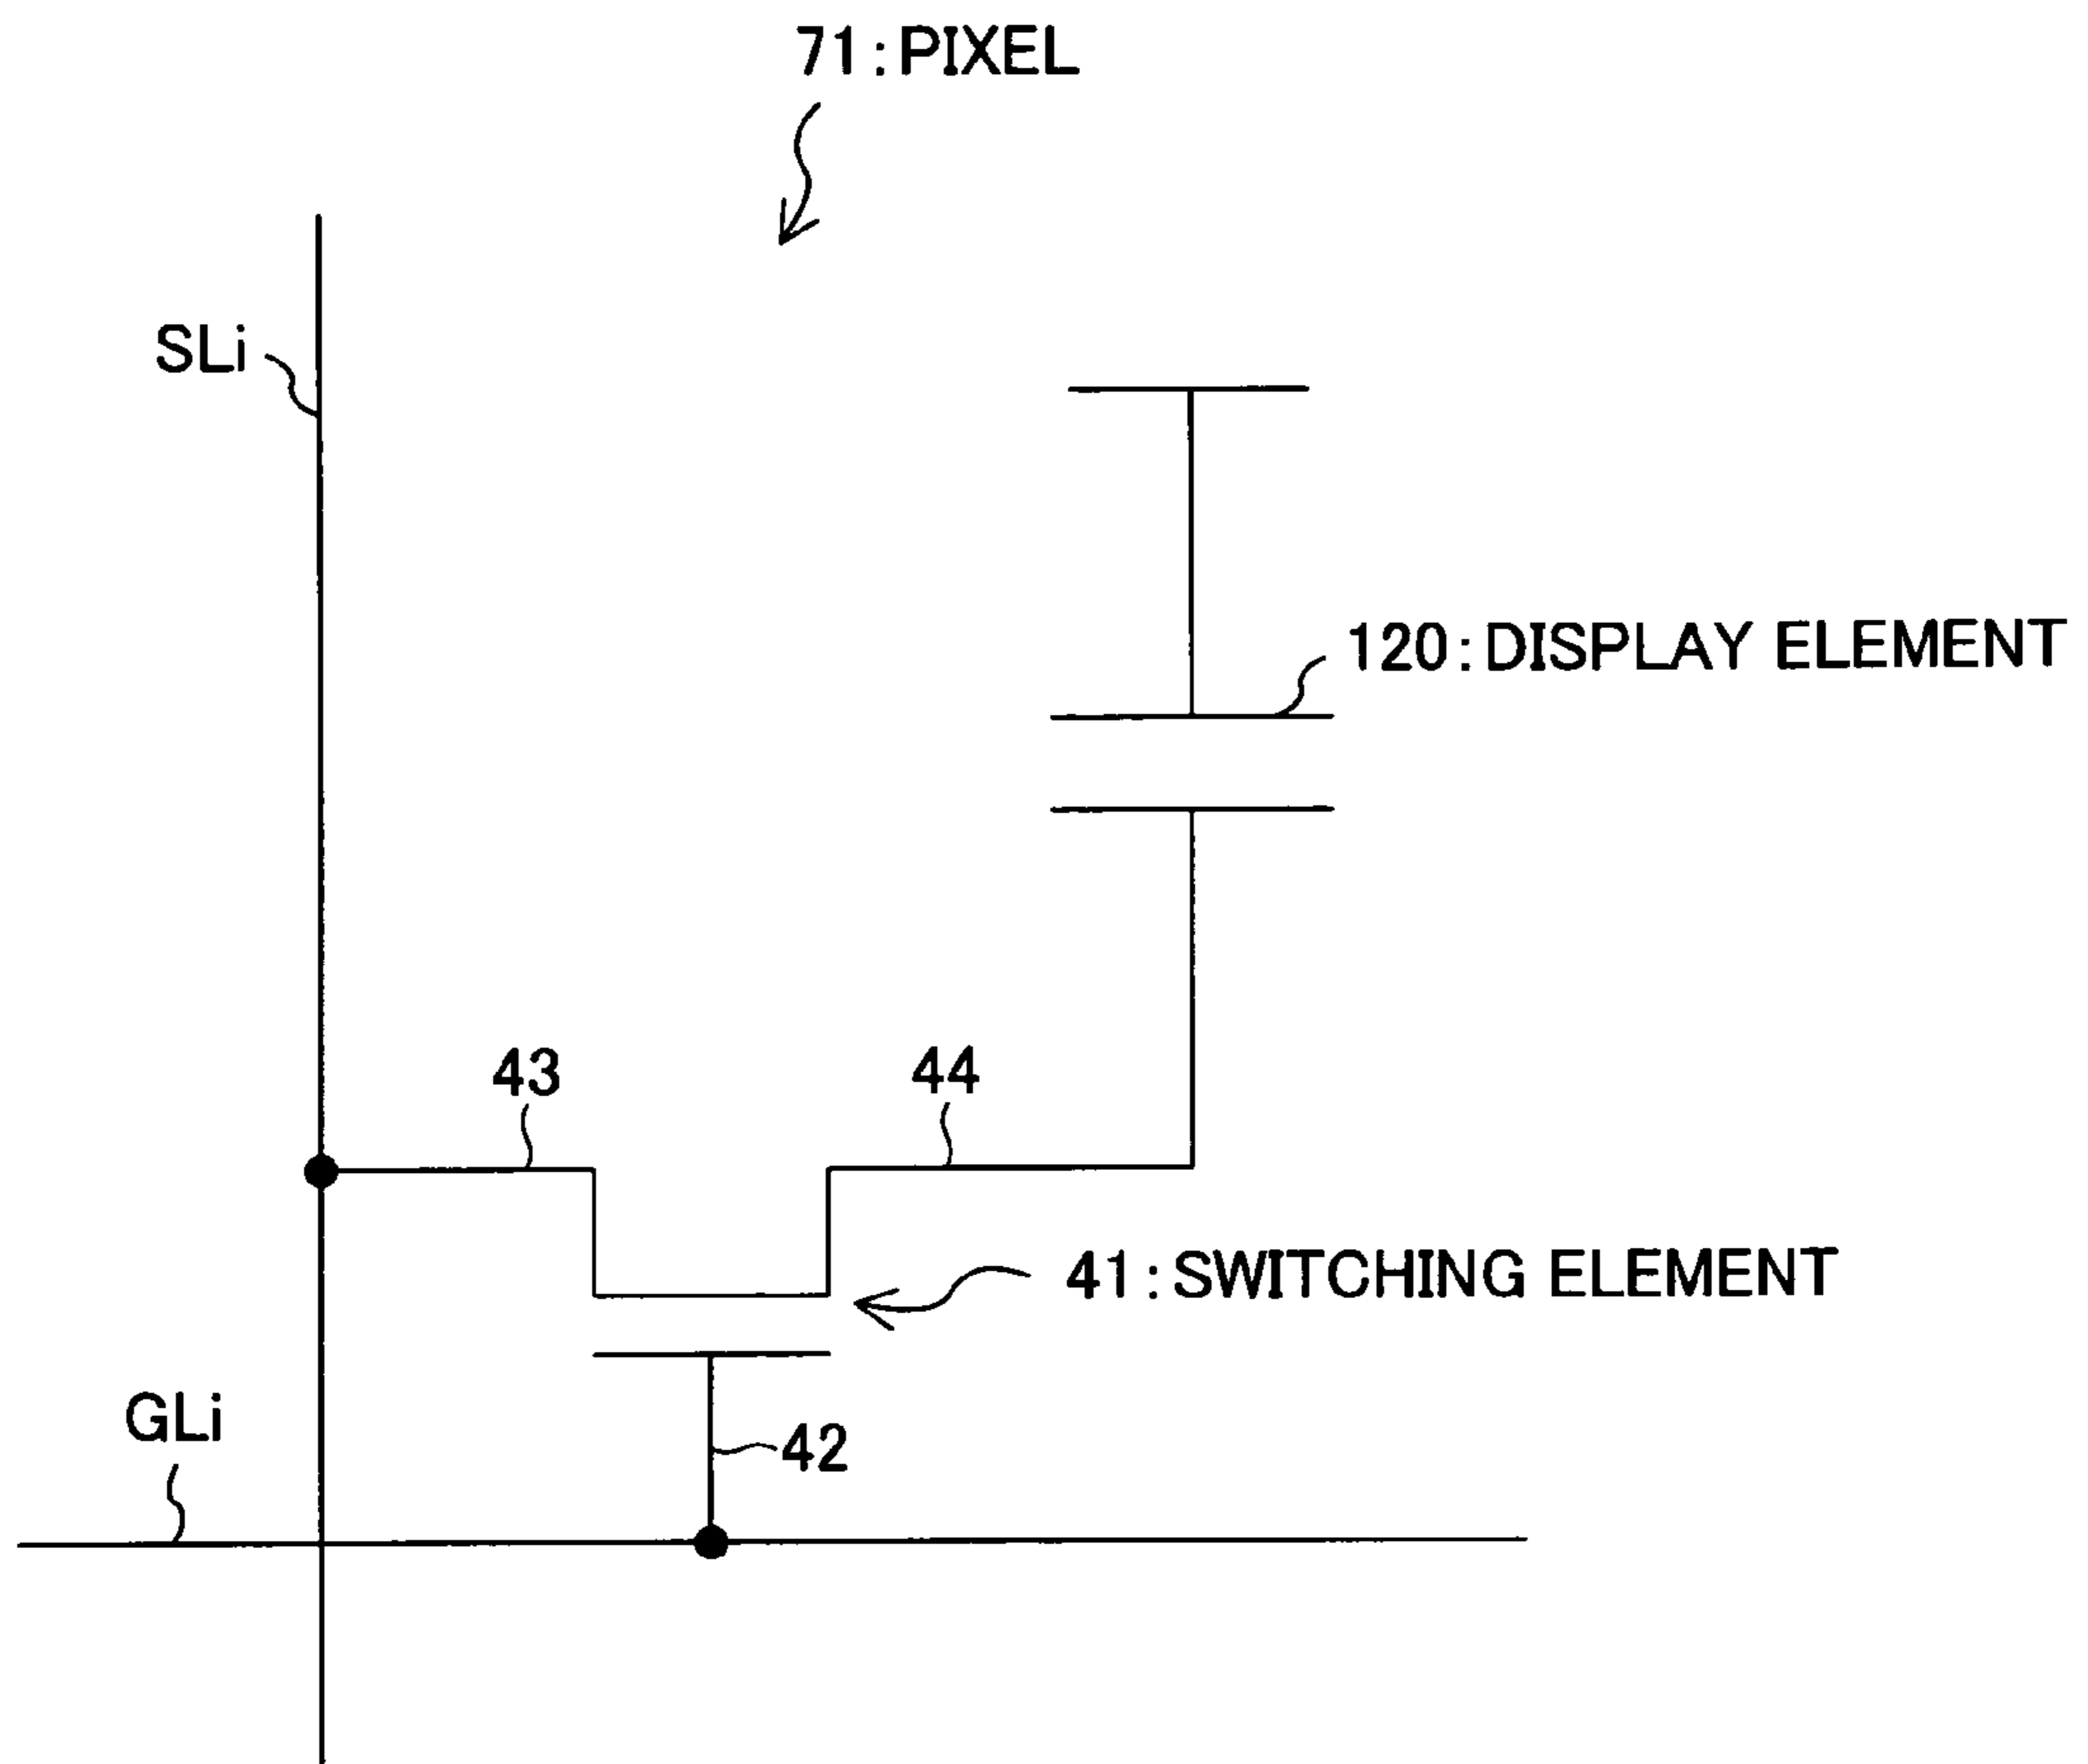 71:PIXEL
SLi
120:DISPLAY ELEMENT
43
44
41:SWITCHING ELEMENT
GLi
42